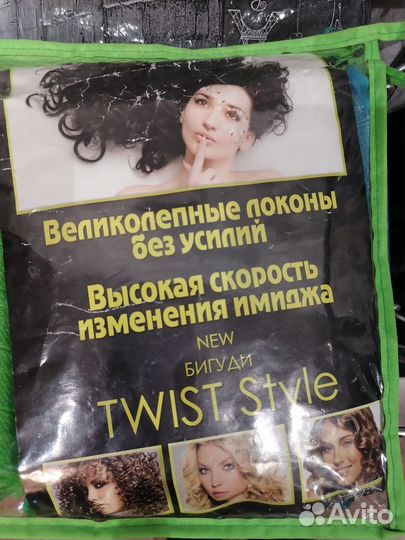 Великолепные локоны
без усилий
Высокая скорость
изменения имиджа
NEW
БИГУДИ
TWIST Style
Avito